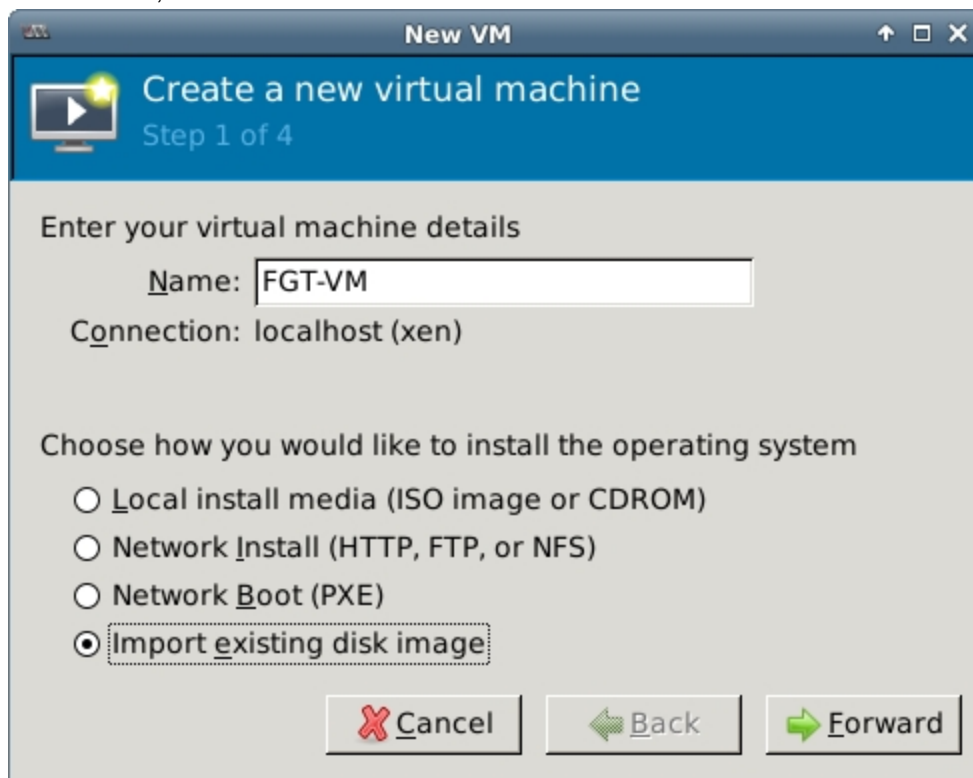 New VM
Create a new virtual machine
Step 1 of 4
Enter your virtual machine details
Name: FGT-VM
Connection: localhost (xen)
Choose how you would like to install the operating system
Local install media (ISO image or CDROM)
Network Install (HTTP, FTP, or NFS)
Network Boot (PXE)
Import existing disk image
Cancel Back Forward